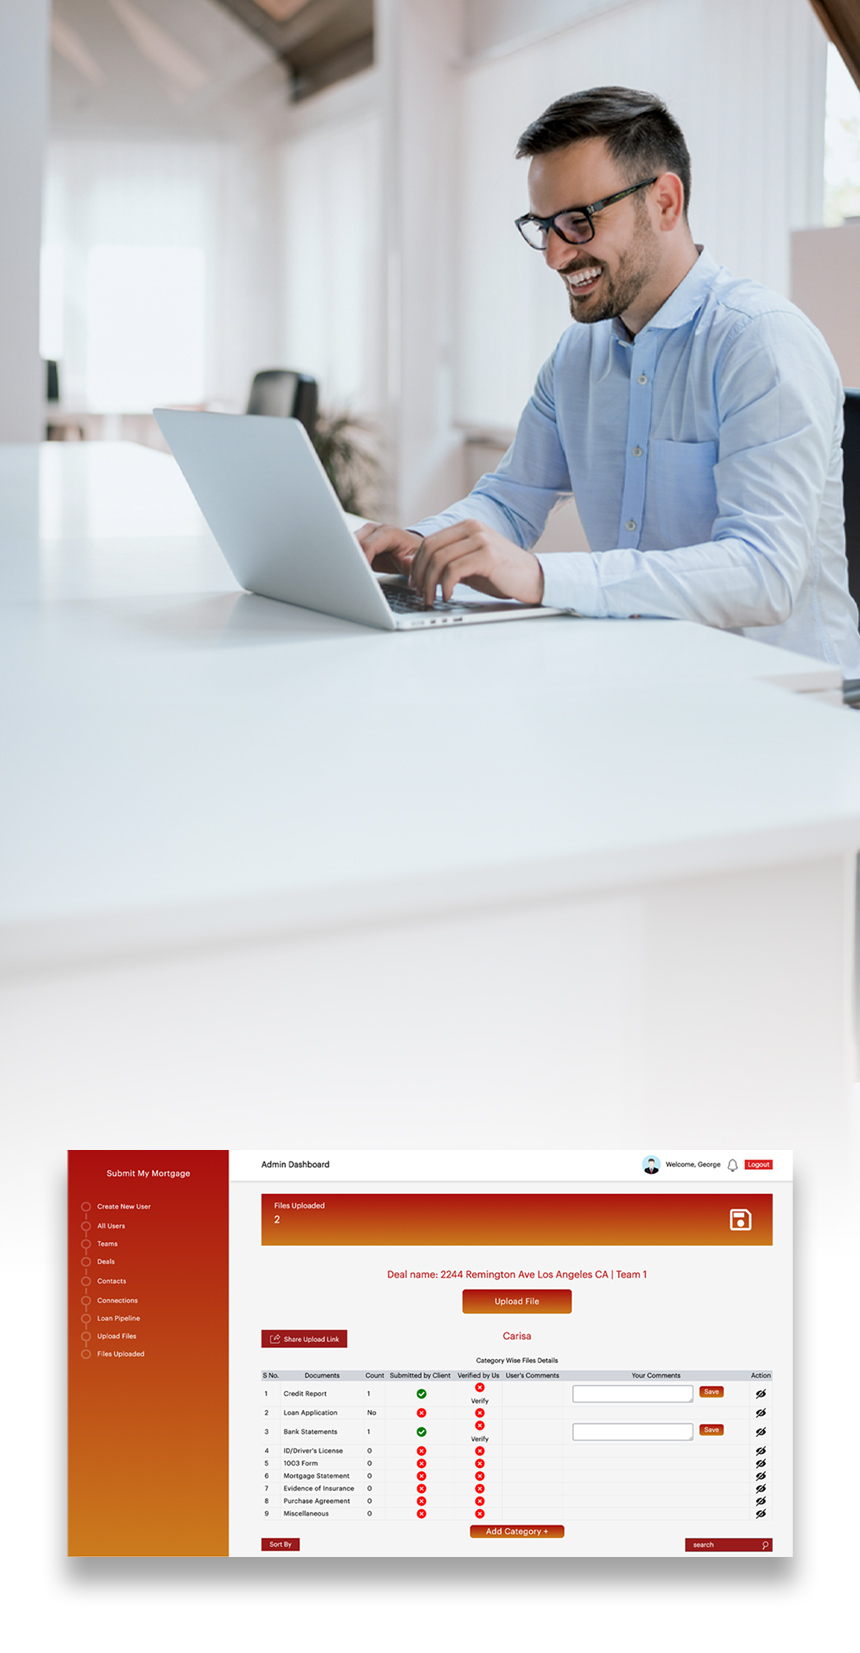 Submit My Mortgage
Create New User
All Users
Teams
Deals
Contacts
Connections
Loan Pipeline
Upload Files
Files Uploaded
Admin Dashboard
Welcome, George
Logout
Files Uploaded
2
Deal name: 2244 Remington Ave Los Angeles CA | Team 1
Upload File
Share Upload Link
Carisa
Category Wise Files Details
S No. Documents Count Submitted by Client Verified by Us User's Comments Your Comments Action
1 Credit Report 1 Verify Save
2 Loan Application No
3 Bank Statements 1 Verify Save
4 ID/Driver's License 0
5 1003 Form 0
6 Mortgage Statement 0
7 Evidence of Insurance 0
8 Purchase Agreement 0
9 Miscellaneous 0
Add Category +
Sort By
search